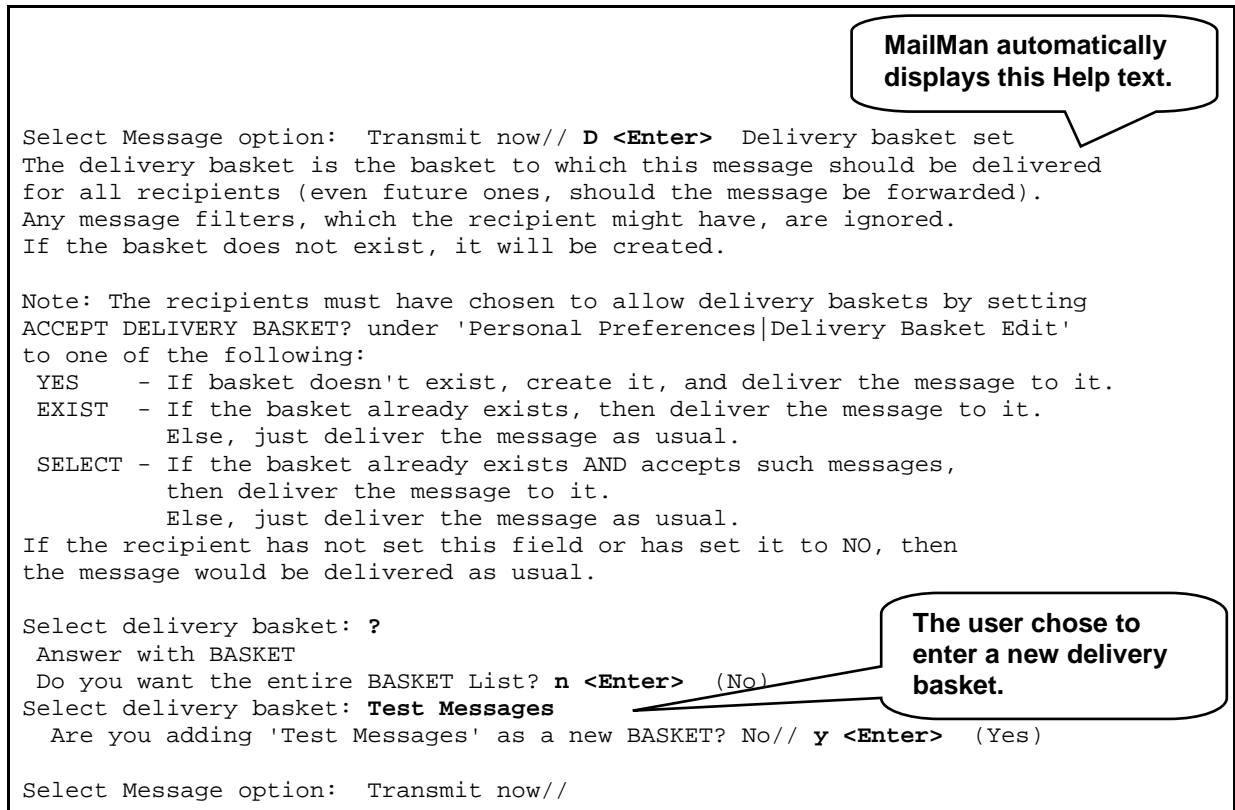 MailMan automatically
displays this Help text.
Select Message option:  Transmit now// D <Enter>  Delivery basket set
The delivery basket is the basket to which this message should be delivered
for all recipients (even future ones, should the message be forwarded).
Any message filters, which the recipient might have, are ignored.
If the basket does not exist, it will be created.
Note: The recipients must have chosen to allow delivery baskets by setting
ACCEPT DELIVERY BASKET? under 'Personal Preferences|Delivery Basket Edit'
to one of the following:
YES    - If basket doesn't exist, create it, and deliver the message to it.
EXIST  - If the basket already exists, then deliver the message to it.
Else, just deliver the message as usual.
SELECT - If the basket already exists AND accepts such messages,
then deliver the message to it.
Else, just deliver the message as usual.
If the recipient has not set this field or has set it to NO, then
the message would be delivered as usual.
Select delivery basket: ?
Answer with BASKET
Do you want the entire BASKET List? n <Enter>  (No)
The user chose to
enter a new delivery
basket.
Select delivery basket: Test Messages
Are you adding 'Test Messages' as a new BASKET? No// y <Enter>  (Yes)
Select Message option:  Transmit now//